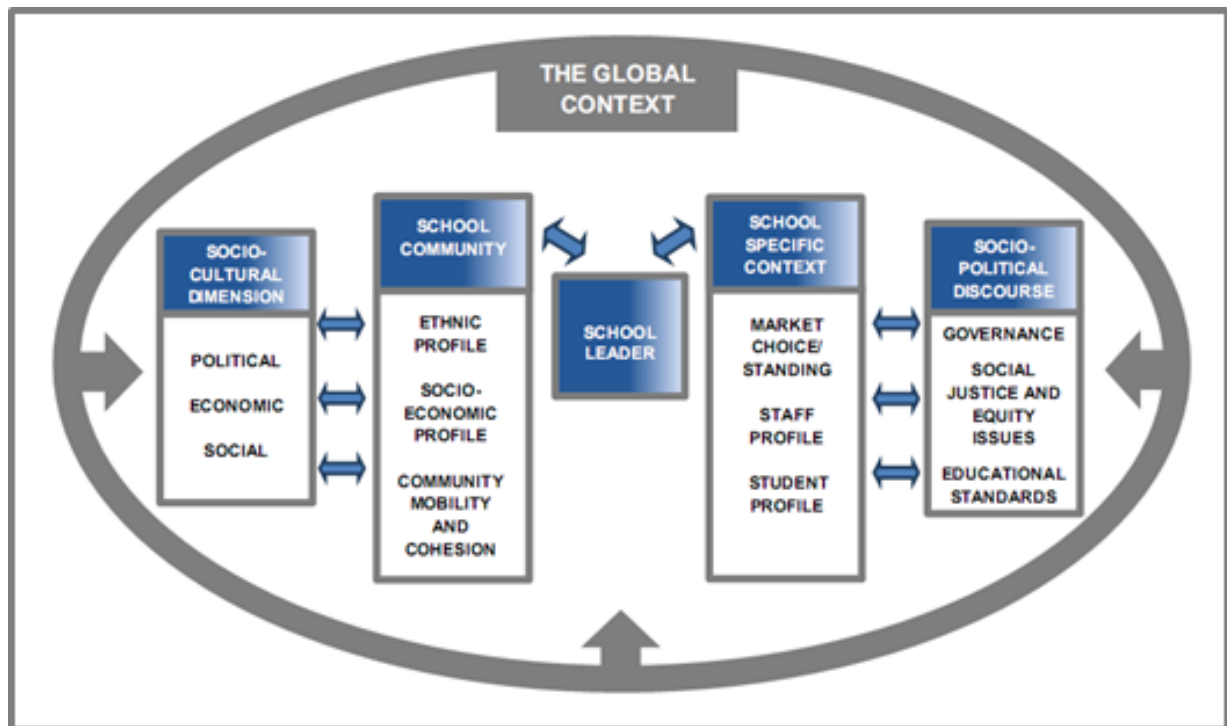 THE GLOBAL
CONTEXT
SOCIO-
CULTURAL
DIMENSION
POLITICAL
ECONOMIC
SOCIAL
SCHOOL
COMMUNITY
ETHNIC
PROFILE
SOCIO-
ECONOMIC
PROFILE
COMMUNITY
MOBILITY
AND
COHESION
SCHOOL
LEADER
SCHOOL
SPECIFIC
CONTEXT
MARKET
CHOICE/
STANDING
STAFF
PROFILE
STUDENT
PROFILE
SOCIO-
POLITICAL
DISCOURSE
GOVERNANCE
SOCIAL
JUSTICE AND
EQUITY
ISSUES
EDUCATIONAL
STANDARDS